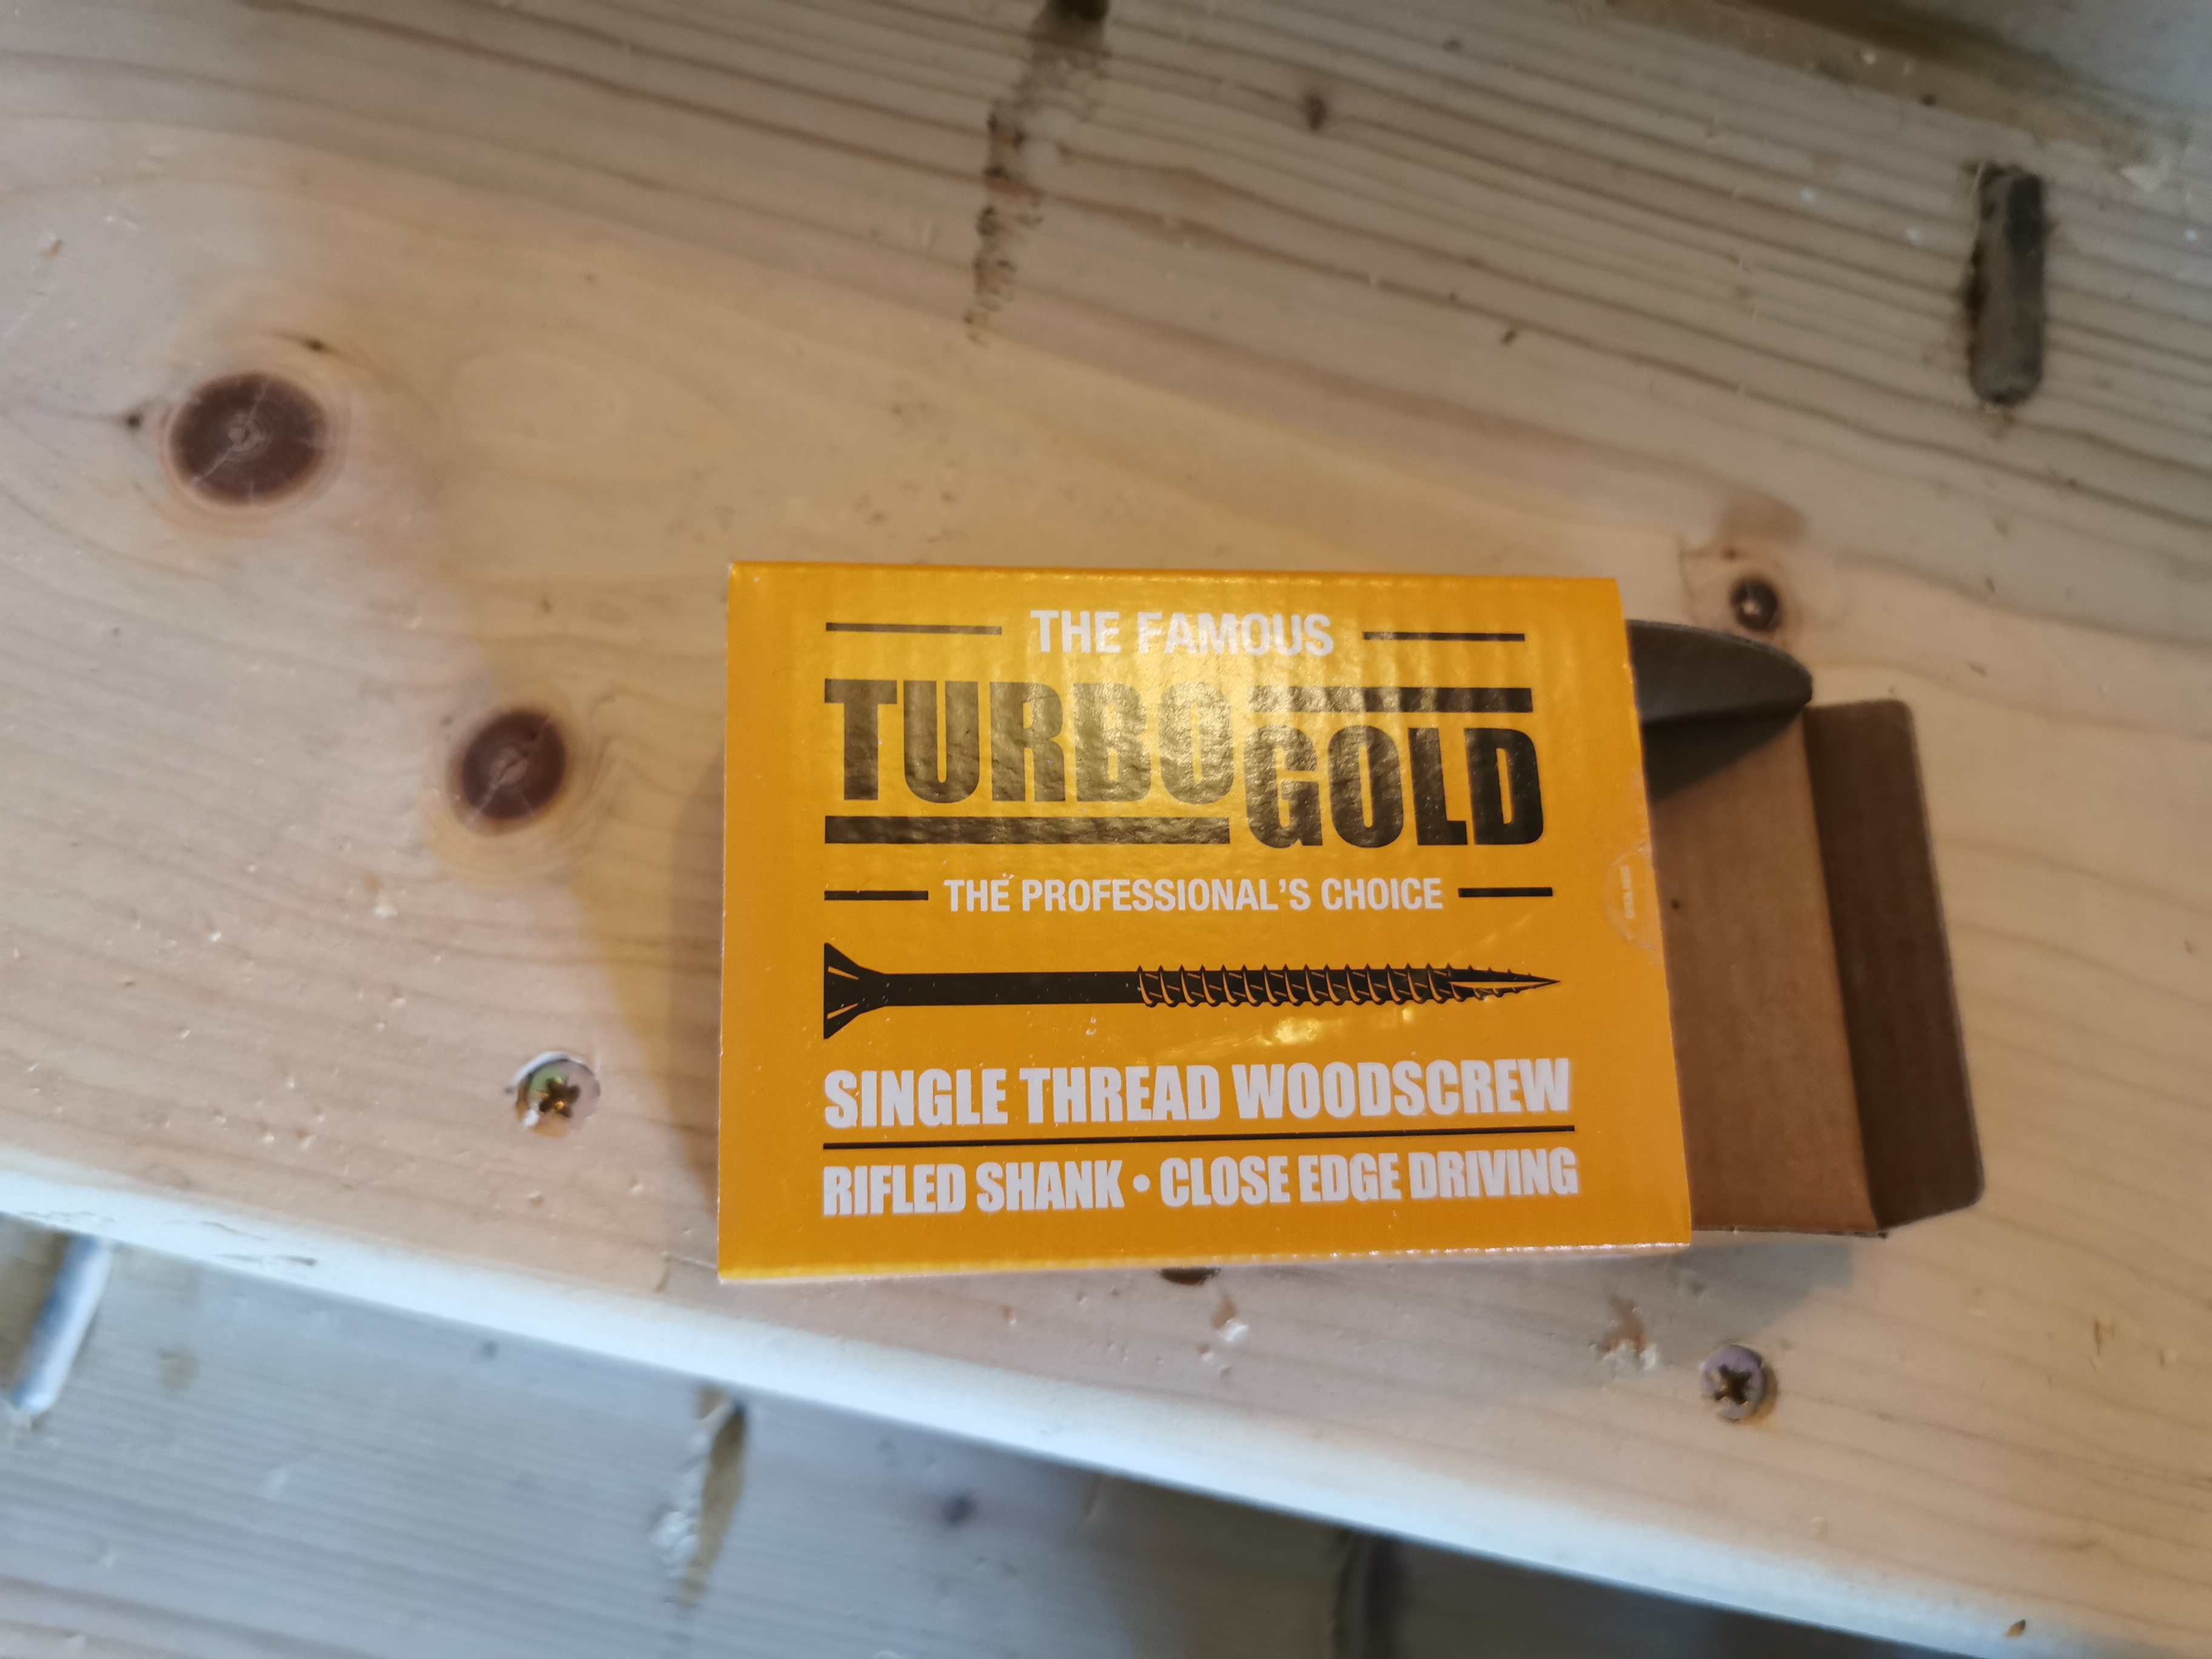 THE FAMOUS
TURBO GOLD
THE PROFESSIONAL'S CHOICE
SINGLE THREAD WOODSCREW
RIFLED SHANK • CLOSE EDGE DRIVING